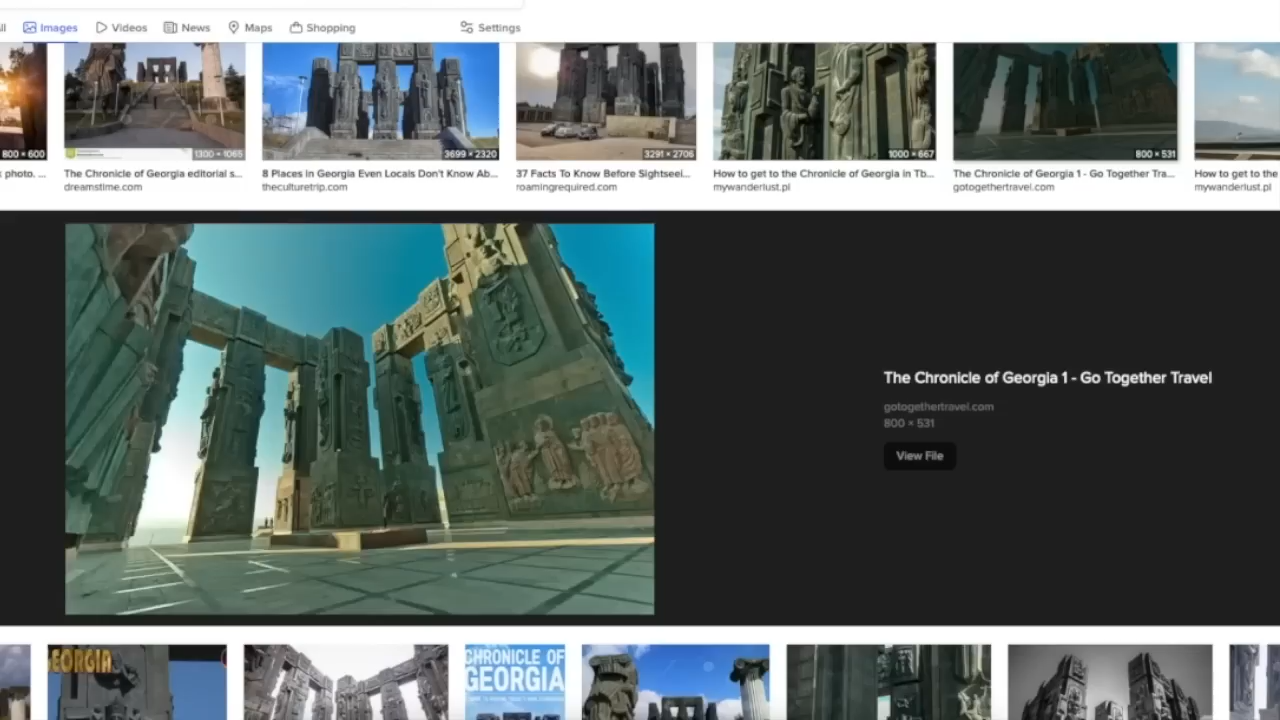 Images
Videos
News
Maps
Shopping
Settings
800 × 600
1300 × 1065
3699 × 2320
3291 × 2706
1000 × 667
800 × 531
photo. ...
The Chronicle of Georgia editorial s...
8 Places in Georgia Even Locals Don't Know Ab...
37 Facts To Know Before Sightseei...
How to get to the Chronicle of Georgia in Tb...
The Chronicle of Georgia 1 - Go Together Tra...
How to get to the
dreamstime.com
theculturetrip.com
roamingrequired.com
mywanderlust.pl
gotogethertravel.com
mywanderlust.pl
The Chronicle of Georgia 1 - Go Together Travel
gotogethertravel.com
800 × 531
View File
EORGIA
CHRONICLE OF
GEORGIA